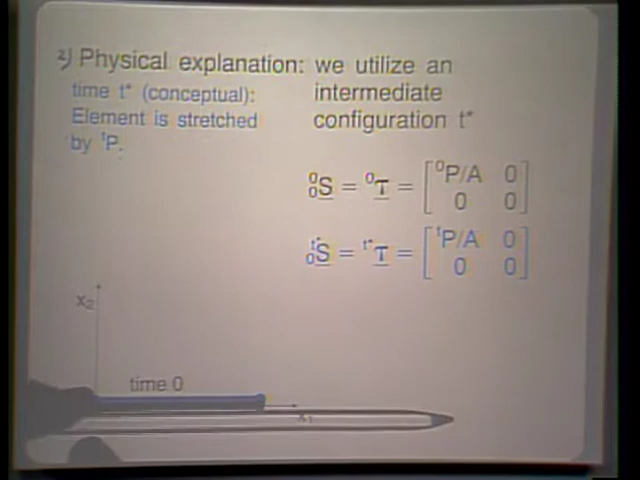 2) Physical explanation: we utilize an
intermediate
configuration t*
time t* (conceptual):
Element is stretched
by ᵗP.
⁰₀S = ⁰T = [⁰P/A 0
0 0]
ᵗ*₀S = ᵗ*T = [ᵗP/A 0
0 0]
x₂
time 0
x₁